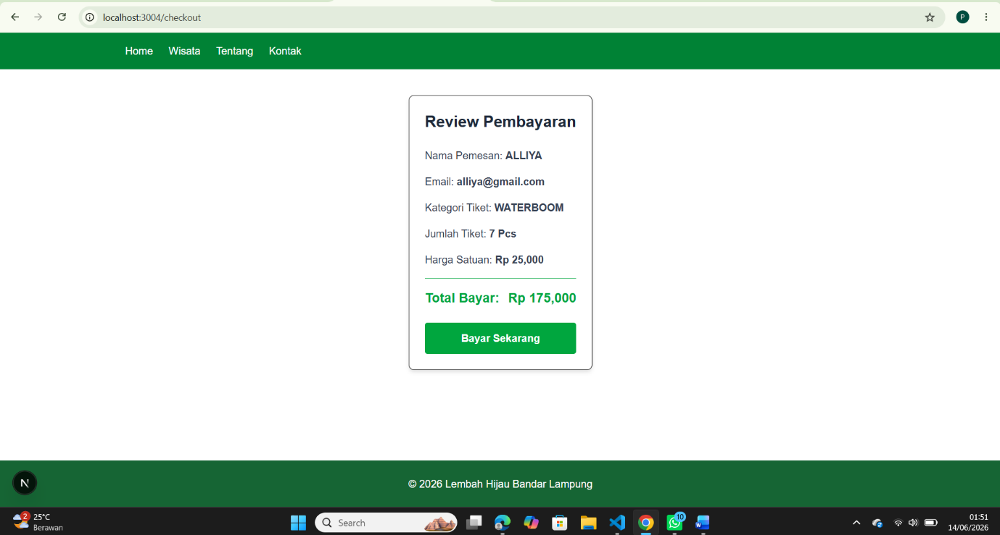 localhost:3004/checkout
P
Home Wisata Tentang Kontak
Review Pembayaran
Nama Pemesan: ALLIYA
Email: alliya@gmail.com
Kategori Tiket: WATERBOOM
Jumlah Tiket: 7 Pcs
Harga Satuan: Rp 25,000
Total Bayar: Rp 175,000
Bayar Sekarang
N
© 2026 Lembah Hijau Bandar Lampung
2
25°C
Berawan
Search
10
W
01:51
14/06/2026